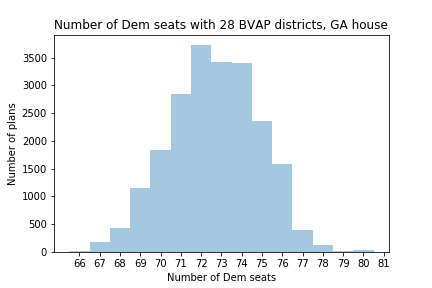 Number of Dem seats with 28 BVAP districts, GA house
3500
3000
2500
2000
1500
1000
500
0
Number of plans
66 67 68 69 70 71 72 73 74 75 76 77 78 79 80 81
Number of Dem seats